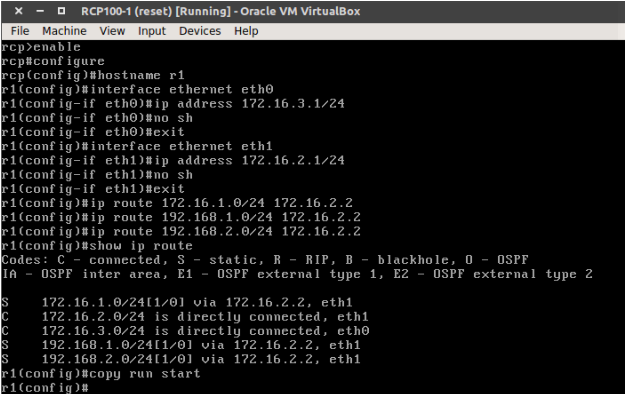 RCP100-1 (reset) [Running] - Oracle VM VirtualBox
File Machine View Input Devices Help
rcp>enable
rcp#configure
rcp(config)#hostname r1
r1(config)#interface ethernet eth0
r1(config-if eth0)#ip address 172.16.3.1/24
r1(config-if eth0)#no sh
r1(config-if eth0)#exit
r1(config)#interface ethernet eth1
r1(config-if eth1)#ip address 172.16.2.1/24
r1(config-if eth1)#no sh
r1(config-if eth1)#exit
r1(config)#ip route 172.16.1.0/24 172.16.2.2
r1(config)#ip route 192.168.1.0/24 172.16.2.2
r1(config)#ip route 192.168.2.0/24 172.16.2.2
r1(config)#show ip route
Codes: C - connected, S - static, R - RIP, B - blackhole, O - OSPF
IA - OSPF inter area, E1 - OSPF external type 1, E2 - OSPF external type 2
S 172.16.1.0/24[1/0] via 172.16.2.2, eth1
C 172.16.2.0/24 is directly connected, eth1
C 172.16.3.0/24 is directly connected, eth0
S 192.168.1.0/24[1/0] via 172.16.2.2, eth1
S 192.168.2.0/24[1/0] via 172.16.2.2, eth1
r1(config)#copy run start
r1(config)#